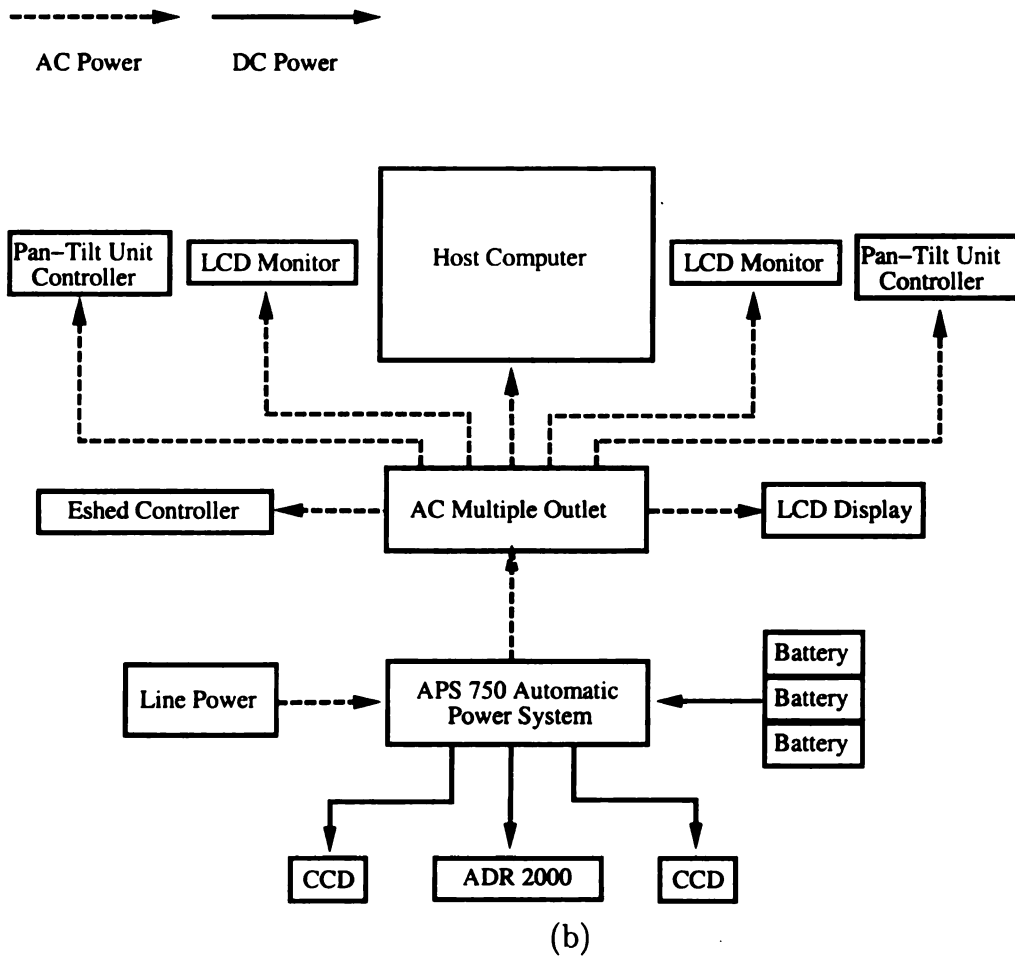 AC Power
DC Power
Pan-Tilt Unit
Controller
LCD Monitor
Host Computer
LCD Monitor
Pan-Tilt Unit
Controller
Eshed Controller
AC Multiple Outlet
LCD Display
Line Power
APS 750 Automatic
Power System
Battery
Battery
Battery
CCD
ADR 2000
CCD
(b)